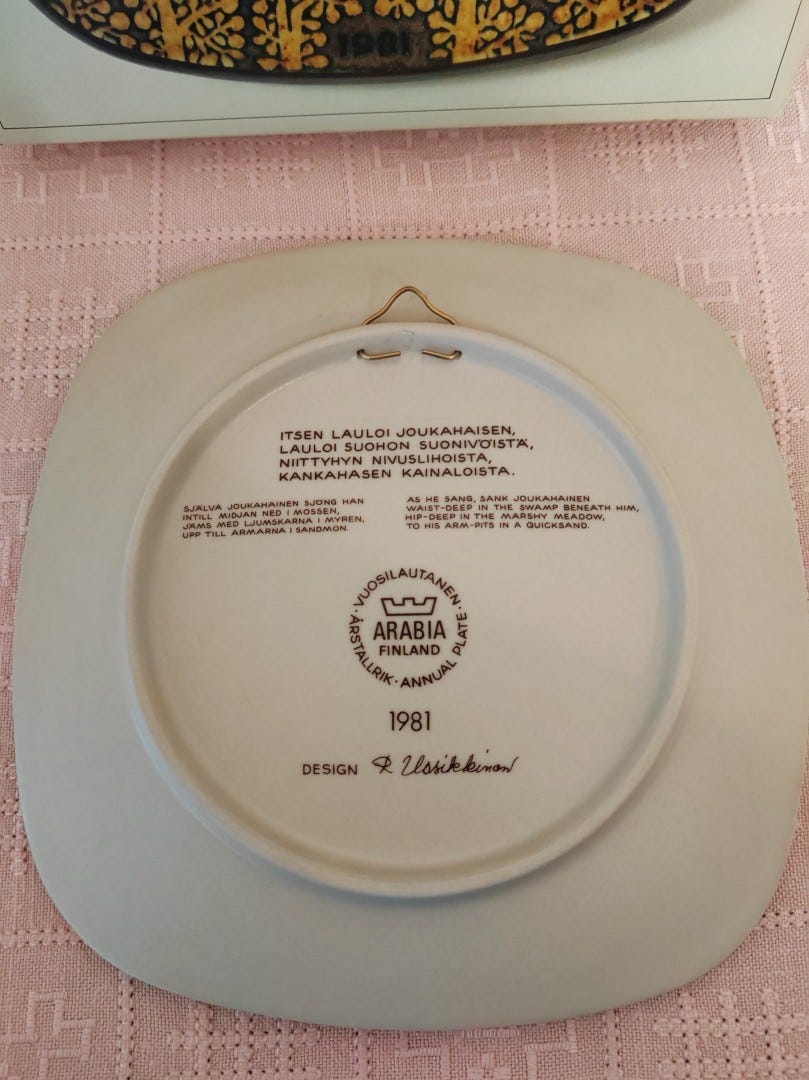 1981
ITSEN LAULOI JOUKAHAISEN,
LAULOI SUOHON SUONIVÖISTÄ,
NIITTYHYN NIVUSLIHOISTA,
KANKAHASEN KAINALOISTA.
SJÄLVA JOUKAHAINEN SJÖNG HAN
INTILL MIDJAN NED I MOSSEN,
JÄMS MED LJUMSKARNA I MYREN,
UPP TILL ARMARNA I SANDMON.
AS HE SANG, SANK JOUKAHAINEN
WAIST-DEEP IN THE SWAMP BENEATH HIM,
HIP-DEEP IN THE MARSHY MEADOW,
TO HIS ARM-PITS IN A QUICKSAND.
·VUOSILAUTANEN·
ARABIA
FINLAND
ÅRSTALLRIK·ANNUAL PLATE
1981
DESIGN R Uosikkinen